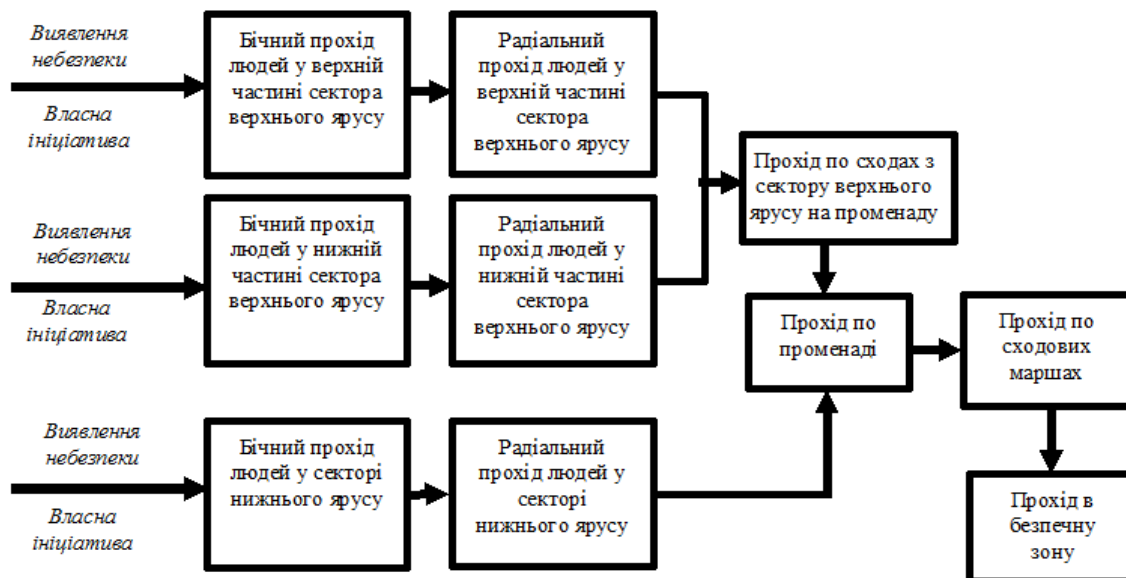 Виявлення
небезпеки
Власна
ініціатива
Бічний прохід
людей у верхній
частині сектора
верхнього ярусу
Радіальний
прохід людей у
верхній частині
сектора
верхнього ярусу
Прохід по сходах з
сектору верхнього
ярусу на променаду
Виявлення
небезпеки
Власна
ініціатива
Бічний прохід
людей у нижній
частині сектора
верхнього ярусу
Радіальний
прохід людей у
нижній частині
сектора
верхнього ярусу
Прохід по
променаді
Прохід по
сходових
маршах
Виявлення
небезпеки
Власна
ініціатива
Бічний прохід
людей у секторі
нижнього ярусу
Радіальний
прохід людей у
секторі
нижнього ярусу
Прохід в
безпечну
зону